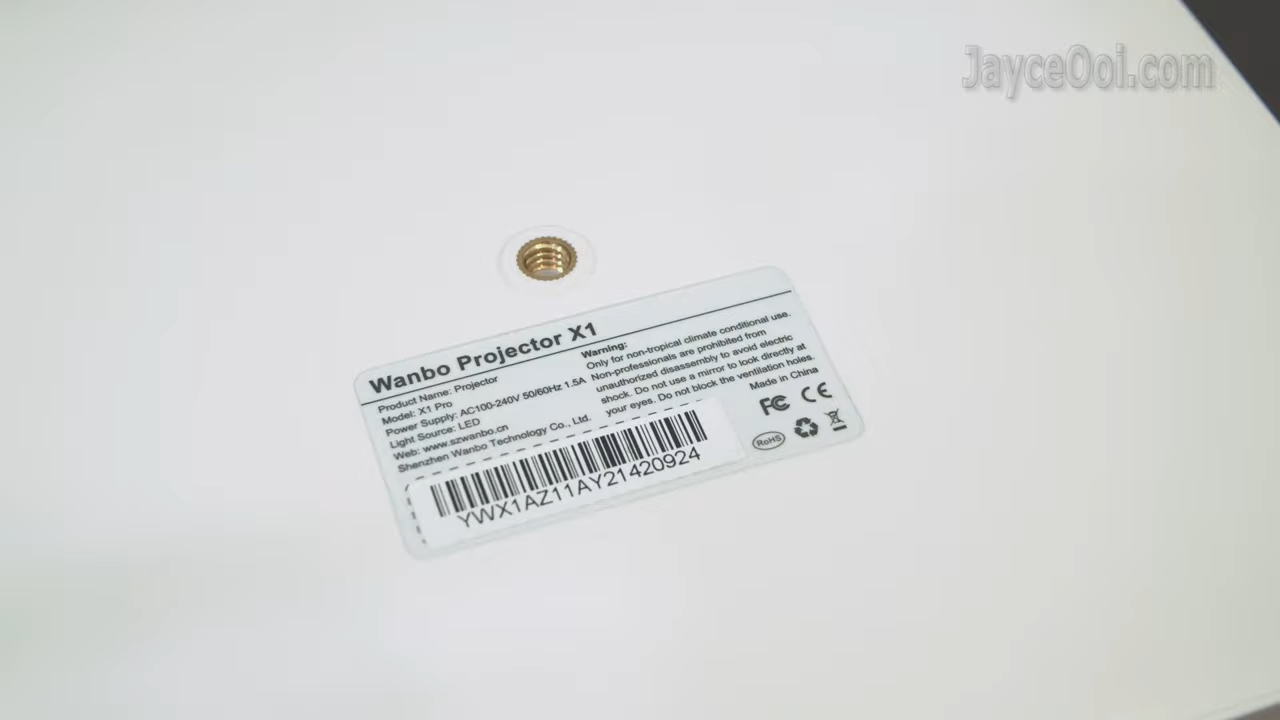 JayceOoi.com
Wanbo Projector X1
Product Name: Projector
Model: X1 Pro
Power Supply: AC100-240V 50/60Hz 1.5A
Light Source: LED
Web: www.szwanbo.cn
Shenzhen Wanbo Technology Co., Ltd.
Warning:
Only for non-tropical climate conditional use.
Non-professionals are prohibited from
unauthorized disassembly to avoid electric
shock. Do not use a mirror to look directly at
your eyes. Do not block the ventilation holes.
Made in China
FC CE
RoHS
YWX1AZ11AY21420924